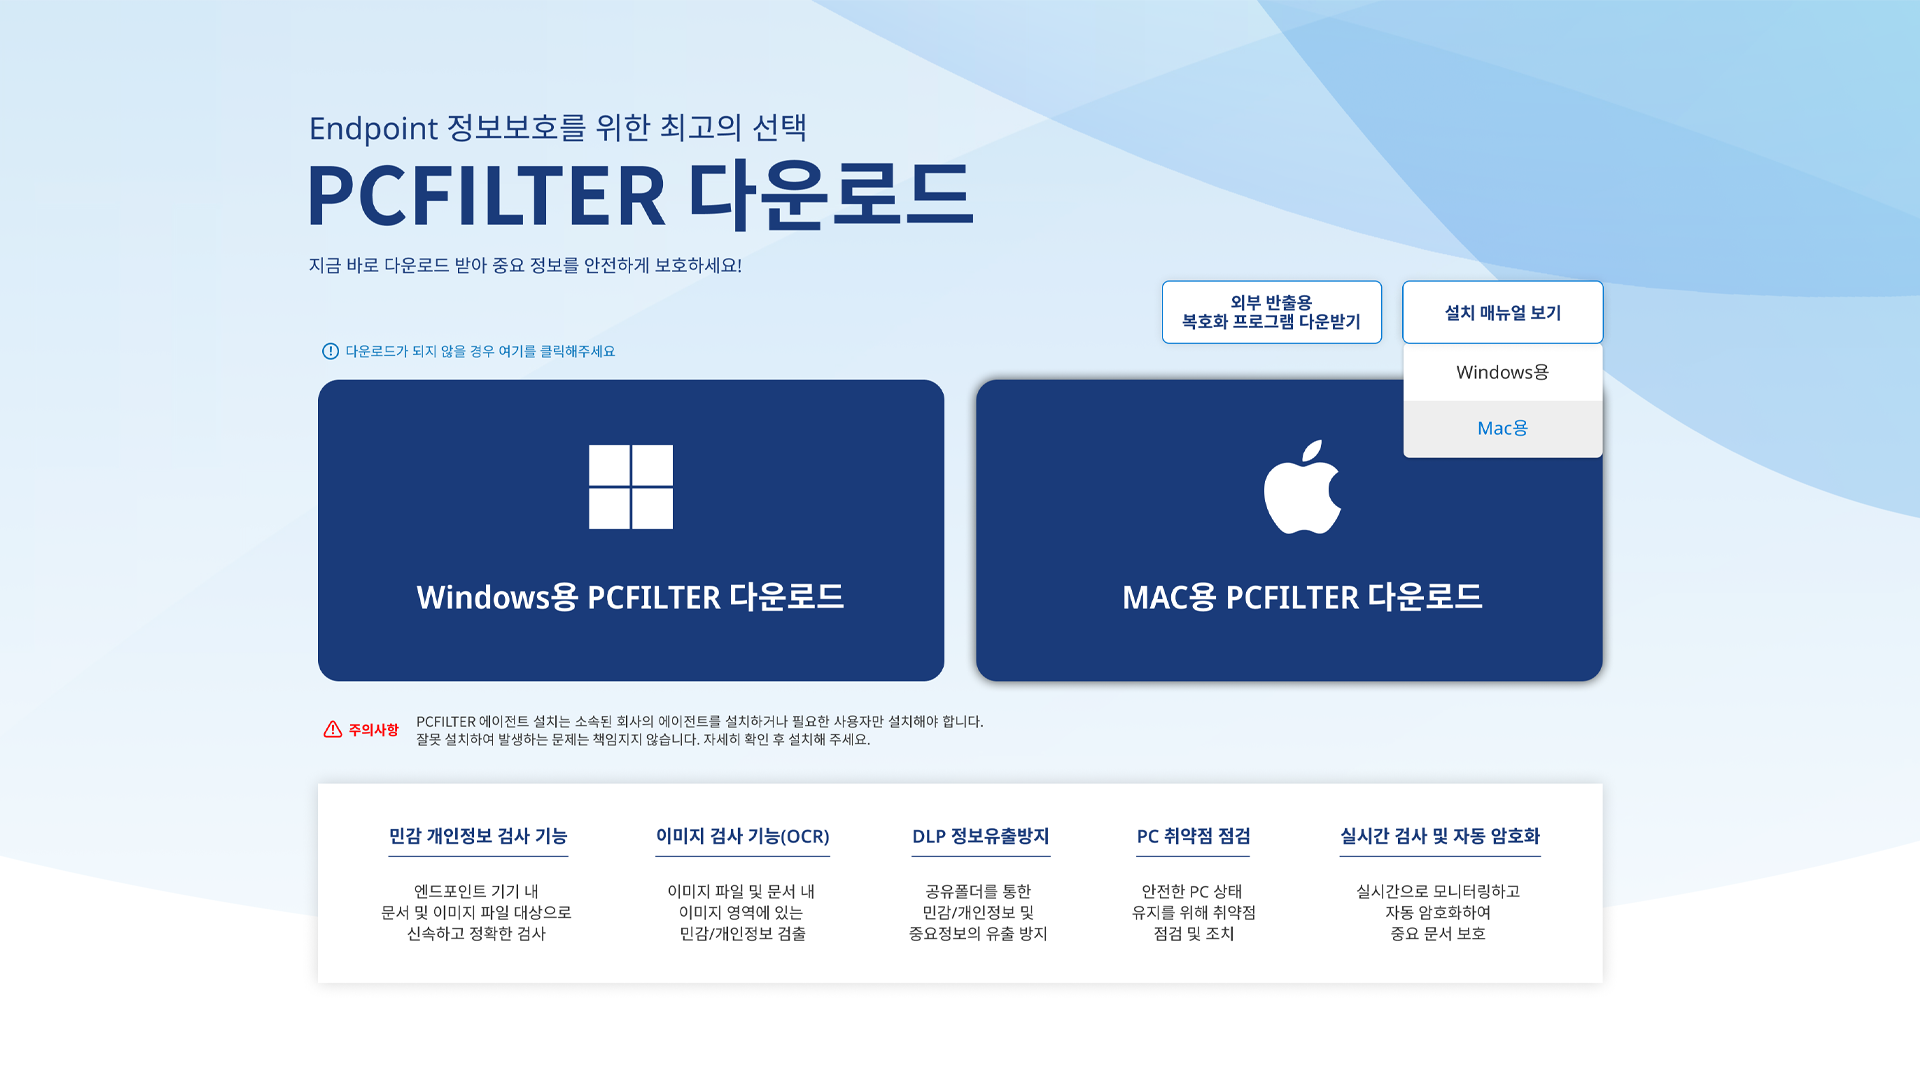 Endpoint 정보보호를 위한 최고의 선택
PCFILTER 다운로드
지금 바로 다운로드 받아 중요 정보를 안전하게 보호하세요!
외부 반출용
복호화 프로그램 다운받기
설치 매뉴얼 보기
Windows용
Mac용
다운로드가 되지 않을 경우 여기를 클릭해주세요
Windows용 PCFILTER 다운로드
MAC용 PCFILTER 다운로드
주의사항
PCFILTER 에이전트 설치는 소속된 회사의 에이전트를 설치하거나 필요한 사용자만 설치해야 합니다.
잘못 설치하여 발생하는 문제는 책임지지 않습니다. 자세히 확인 후 설치해 주세요.
민감 개인정보 검사 기능
엔드포인트 기기 내
문서 및 이미지 파일 대상으로
신속하고 정확한 검사
이미지 검사 기능(OCR)
이미지 파일 및 문서 내
이미지 영역에 있는
민감/개인정보 검출
DLP 정보유출방지
공유폴더를 통한
민감/개인정보 및
중요정보의 유출 방지
PC 취약점 점검
안전한 PC 상태
유지를 위해 취약점
점검 및 조치
실시간 검사 및 자동 암호화
실시간으로 모니터링하고
자동 암호화하여
중요 문서 보호